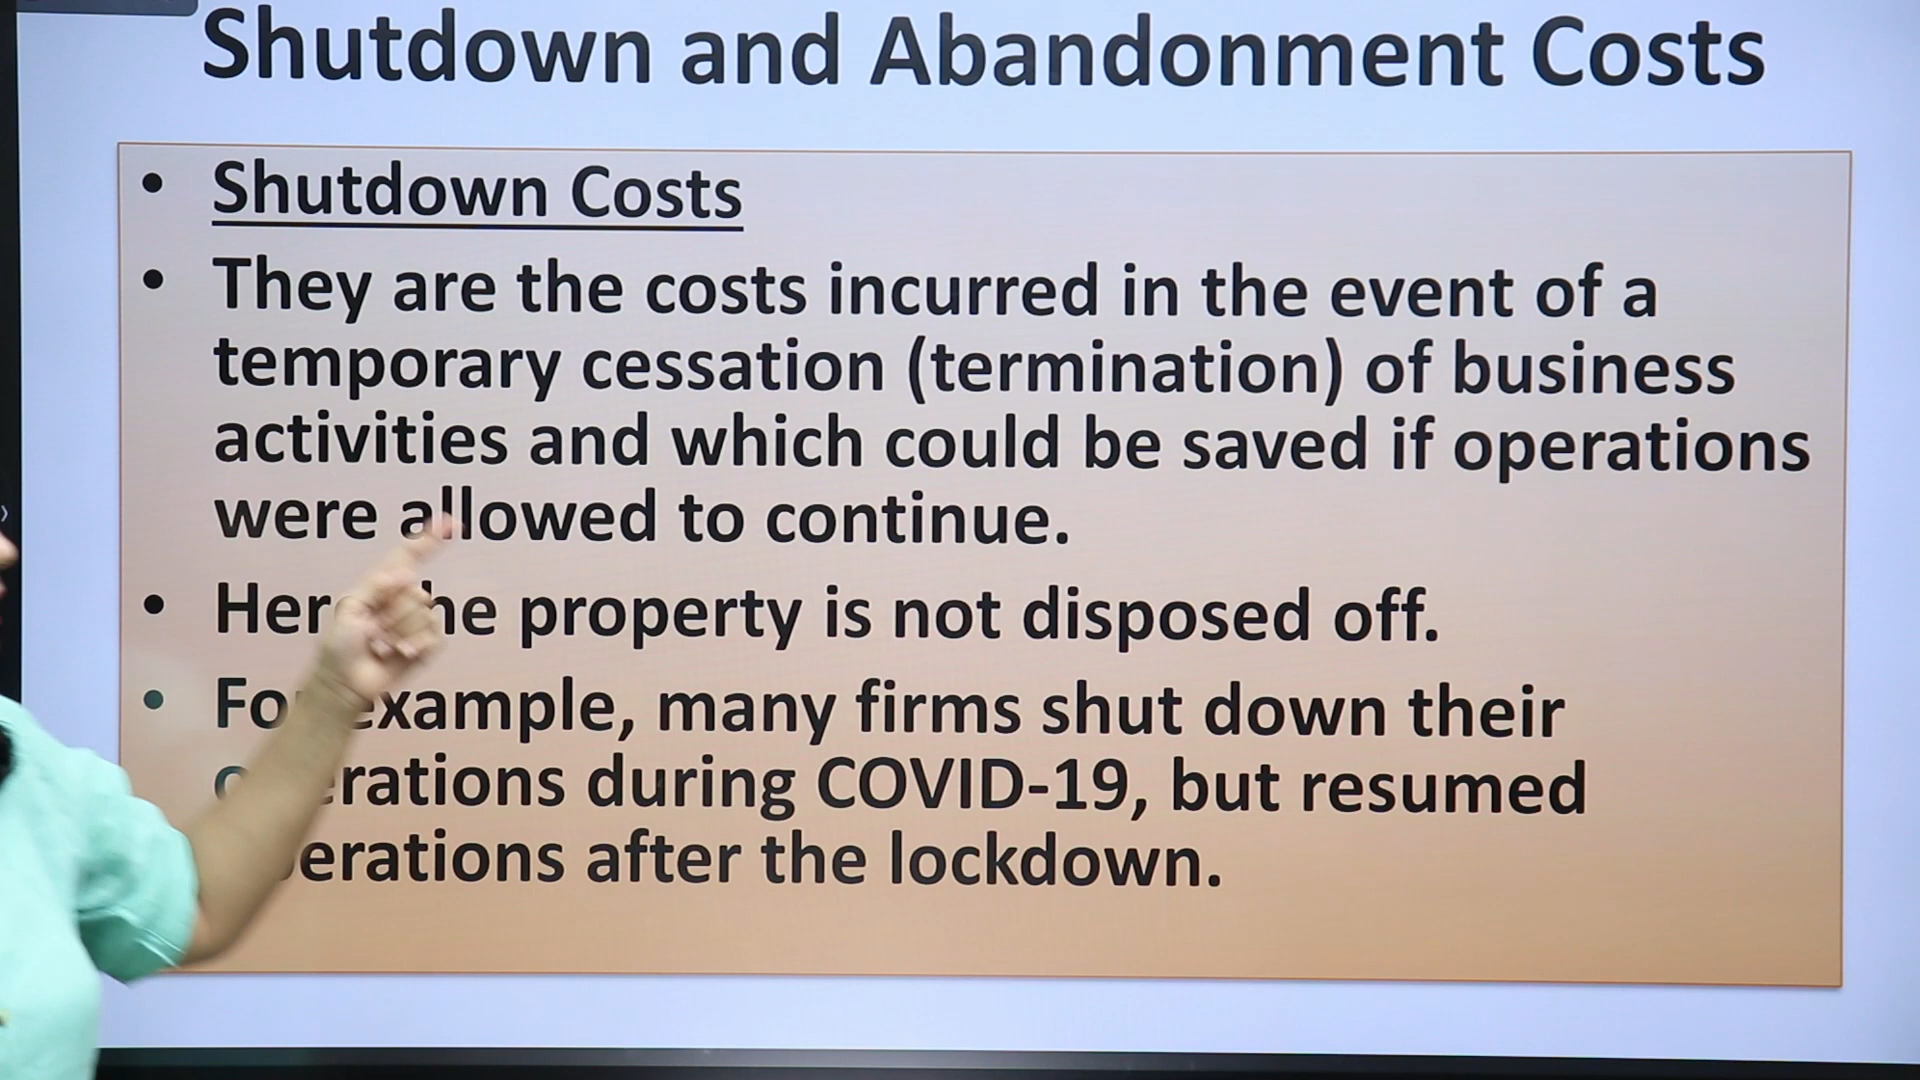 Shutdown and Abandonment Costs
• Shutdown Costs
• They are the costs incurred in the event of a
temporary cessation (termination) of business
activities and which could be saved if operations
were allowed to continue.
• property is not disposed off.
• many firms shut down their
during COVID-19, but resumed
after the lockdown.